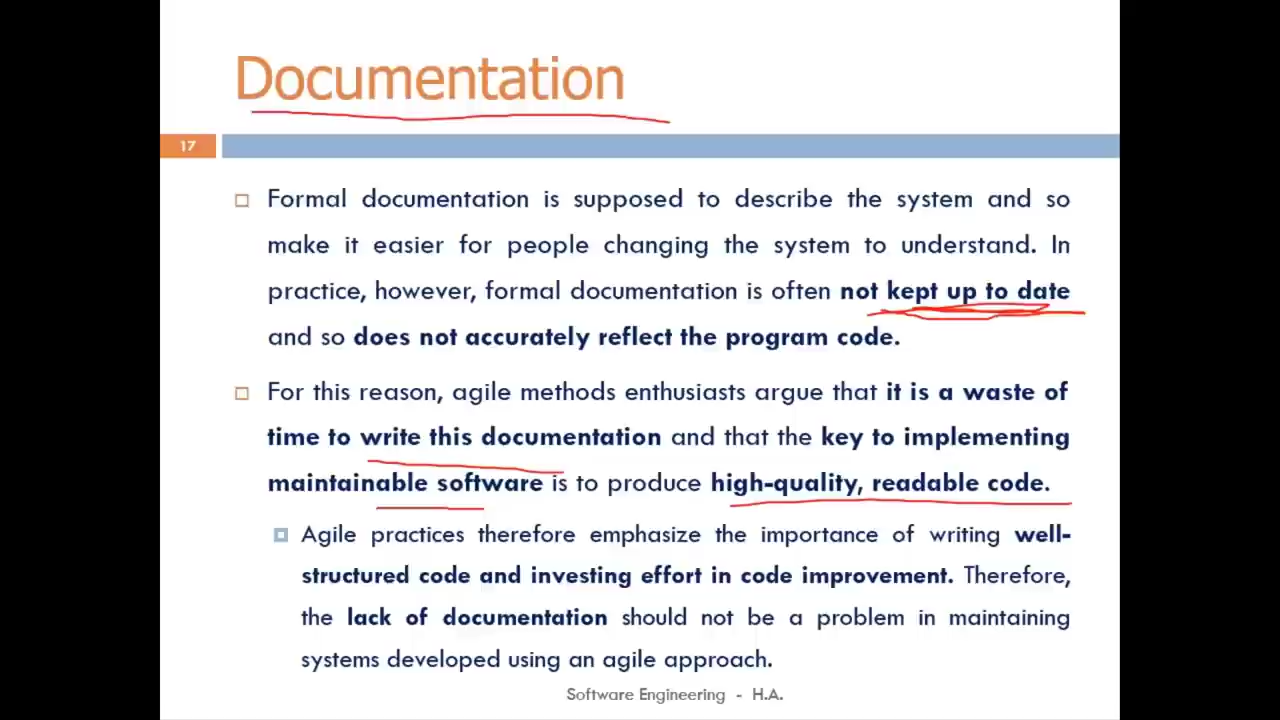 Documentation
17
Formal documentation is supposed to describe the system and so
make it easier for people changing the system to understand. In
practice, however, formal documentation is often not kept up to date
and so does not accurately reflect the program code.
For this reason, agile methods enthusiasts argue that it is a waste of
time to write this documentation and that the key to implementing
maintainable software is to produce high-quality, readable code.
Agile practices therefore emphasize the importance of writing well-
structured code and investing effort in code improvement. Therefore,
the lack of documentation should not be a problem in maintaining
systems developed using an agile approach.
Software Engineering - H.A.